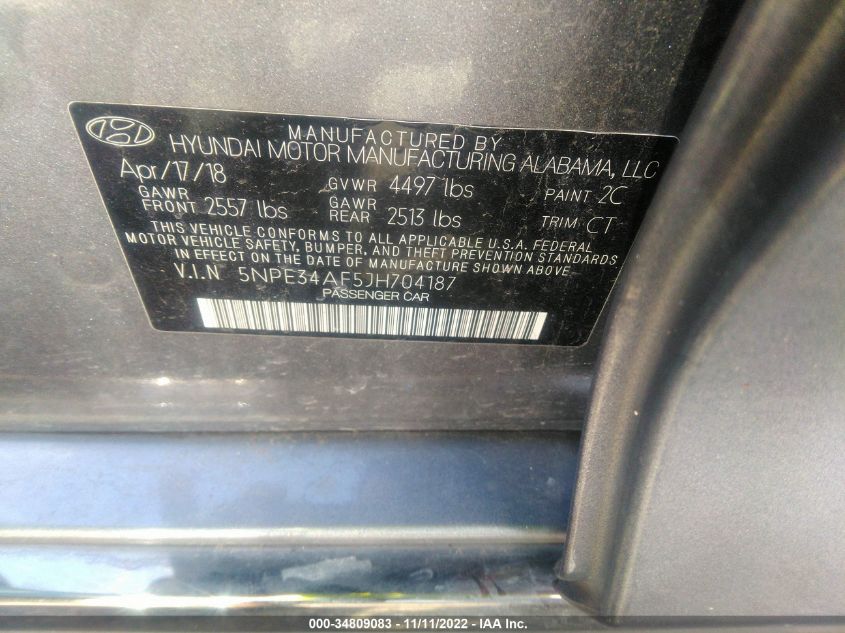 MANUFACTURED BY
HYUNDAI MOTOR MANUFACTURING ALABAMA, LLC
Apr/17/18 GVWR 4497 lbs PAINT 2C
GAWR FRONT 2557 lbs GAWR REAR 2513 lbs TRIM CT
THIS VEHICLE CONFORMS TO ALL APPLICABLE U.S.A. FEDERAL
MOTOR VEHICLE SAFETY, BUMPER, AND THEFT PREVENTION STANDARDS
IN EFFECT ON THE DATE OF MANUFACTURE SHOWN ABOVE.
V.I.N 5NPE34AF5JH704187
PASSENGER CAR
000-34809083 - 11/11/2022 - IAA Inc.